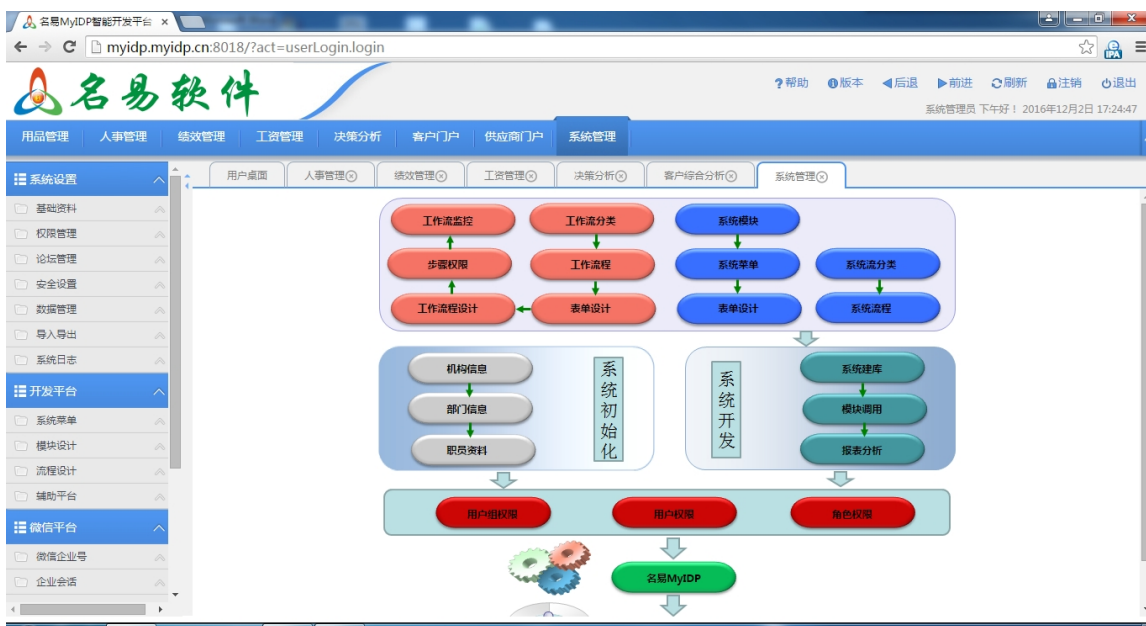 名易MyIDP智能开发平台
myidp.myidp.cn:8018/?act=userLogin.login
IPA
名易软件
?帮助 版本 后退 前进 刷新 注销 退出
系统管理员 下午好！ 2016年12月2日 17:24:47
用品管理 人事管理 绩效管理 工资管理 决策分析 客户门户 供应商门户 系统管理
用户桌面 人事管理 绩效管理 工资管理 决策分析 客户综合分析 系统管理
系统设置
基础资料
权限管理
论坛管理
安全设置
数据管理
导入导出
系统日志
开发平台
系统菜单
模块设计
流程设计
辅助平台
微信平台
微信企业号
企业会话
工作流监控 工作流分类 系统模块
步骤权限 工作流程 系统菜单 系统流分类
工作流程设计 表单设计 表单设计 系统流程
机构信息
部门信息
职员资料
系统初始化
系统开发
系统建库
模块调用
报表分析
用户组权限 用户权限 角色权限
名易MyIDP